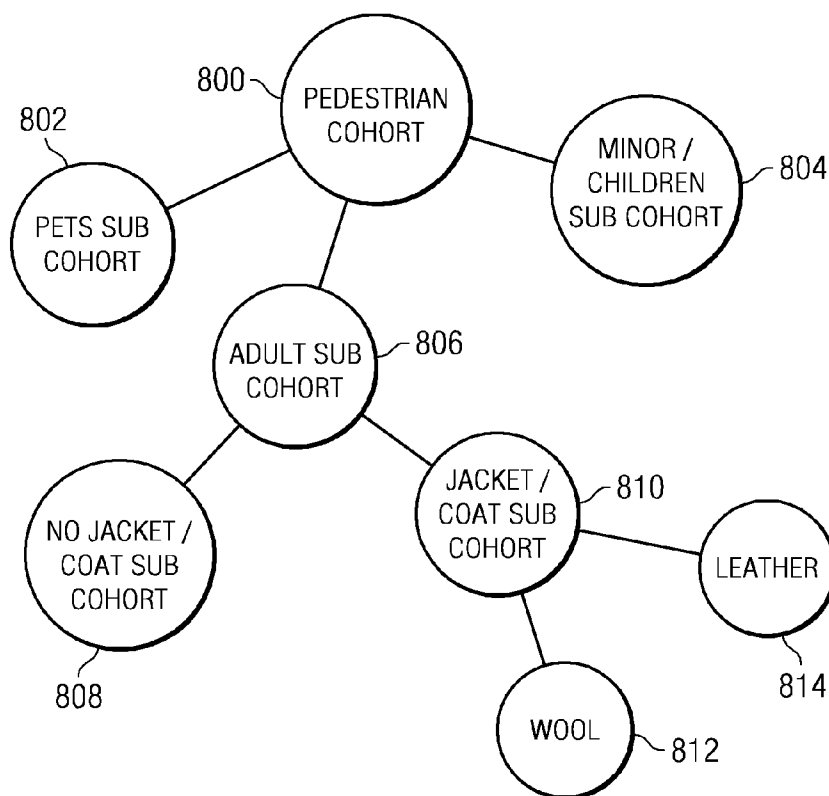 800
PEDESTRIAN
COHORT
802
PETS SUB
COHORT
MINOR /
CHILDREN
SUB COHORT
804
ADULT SUB
COHORT
806
NO JACKET /
COAT SUB
COHORT
808
JACKET /
COAT SUB
COHORT
810
LEATHER
814
WOOL
812